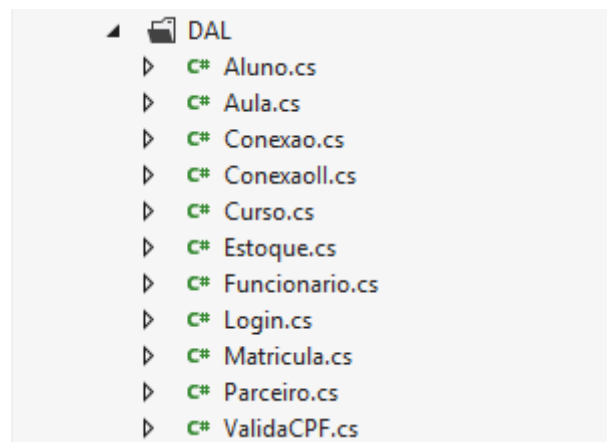 DAL
C# Aluno.cs
C# Aula.cs
C# Conexao.cs
C# Conexaoll.cs
C# Curso.cs
C# Estoque.cs
C# Funcionario.cs
C# Login.cs
C# Matricula.cs
C# Parceiro.cs
C# ValidaCPF.cs